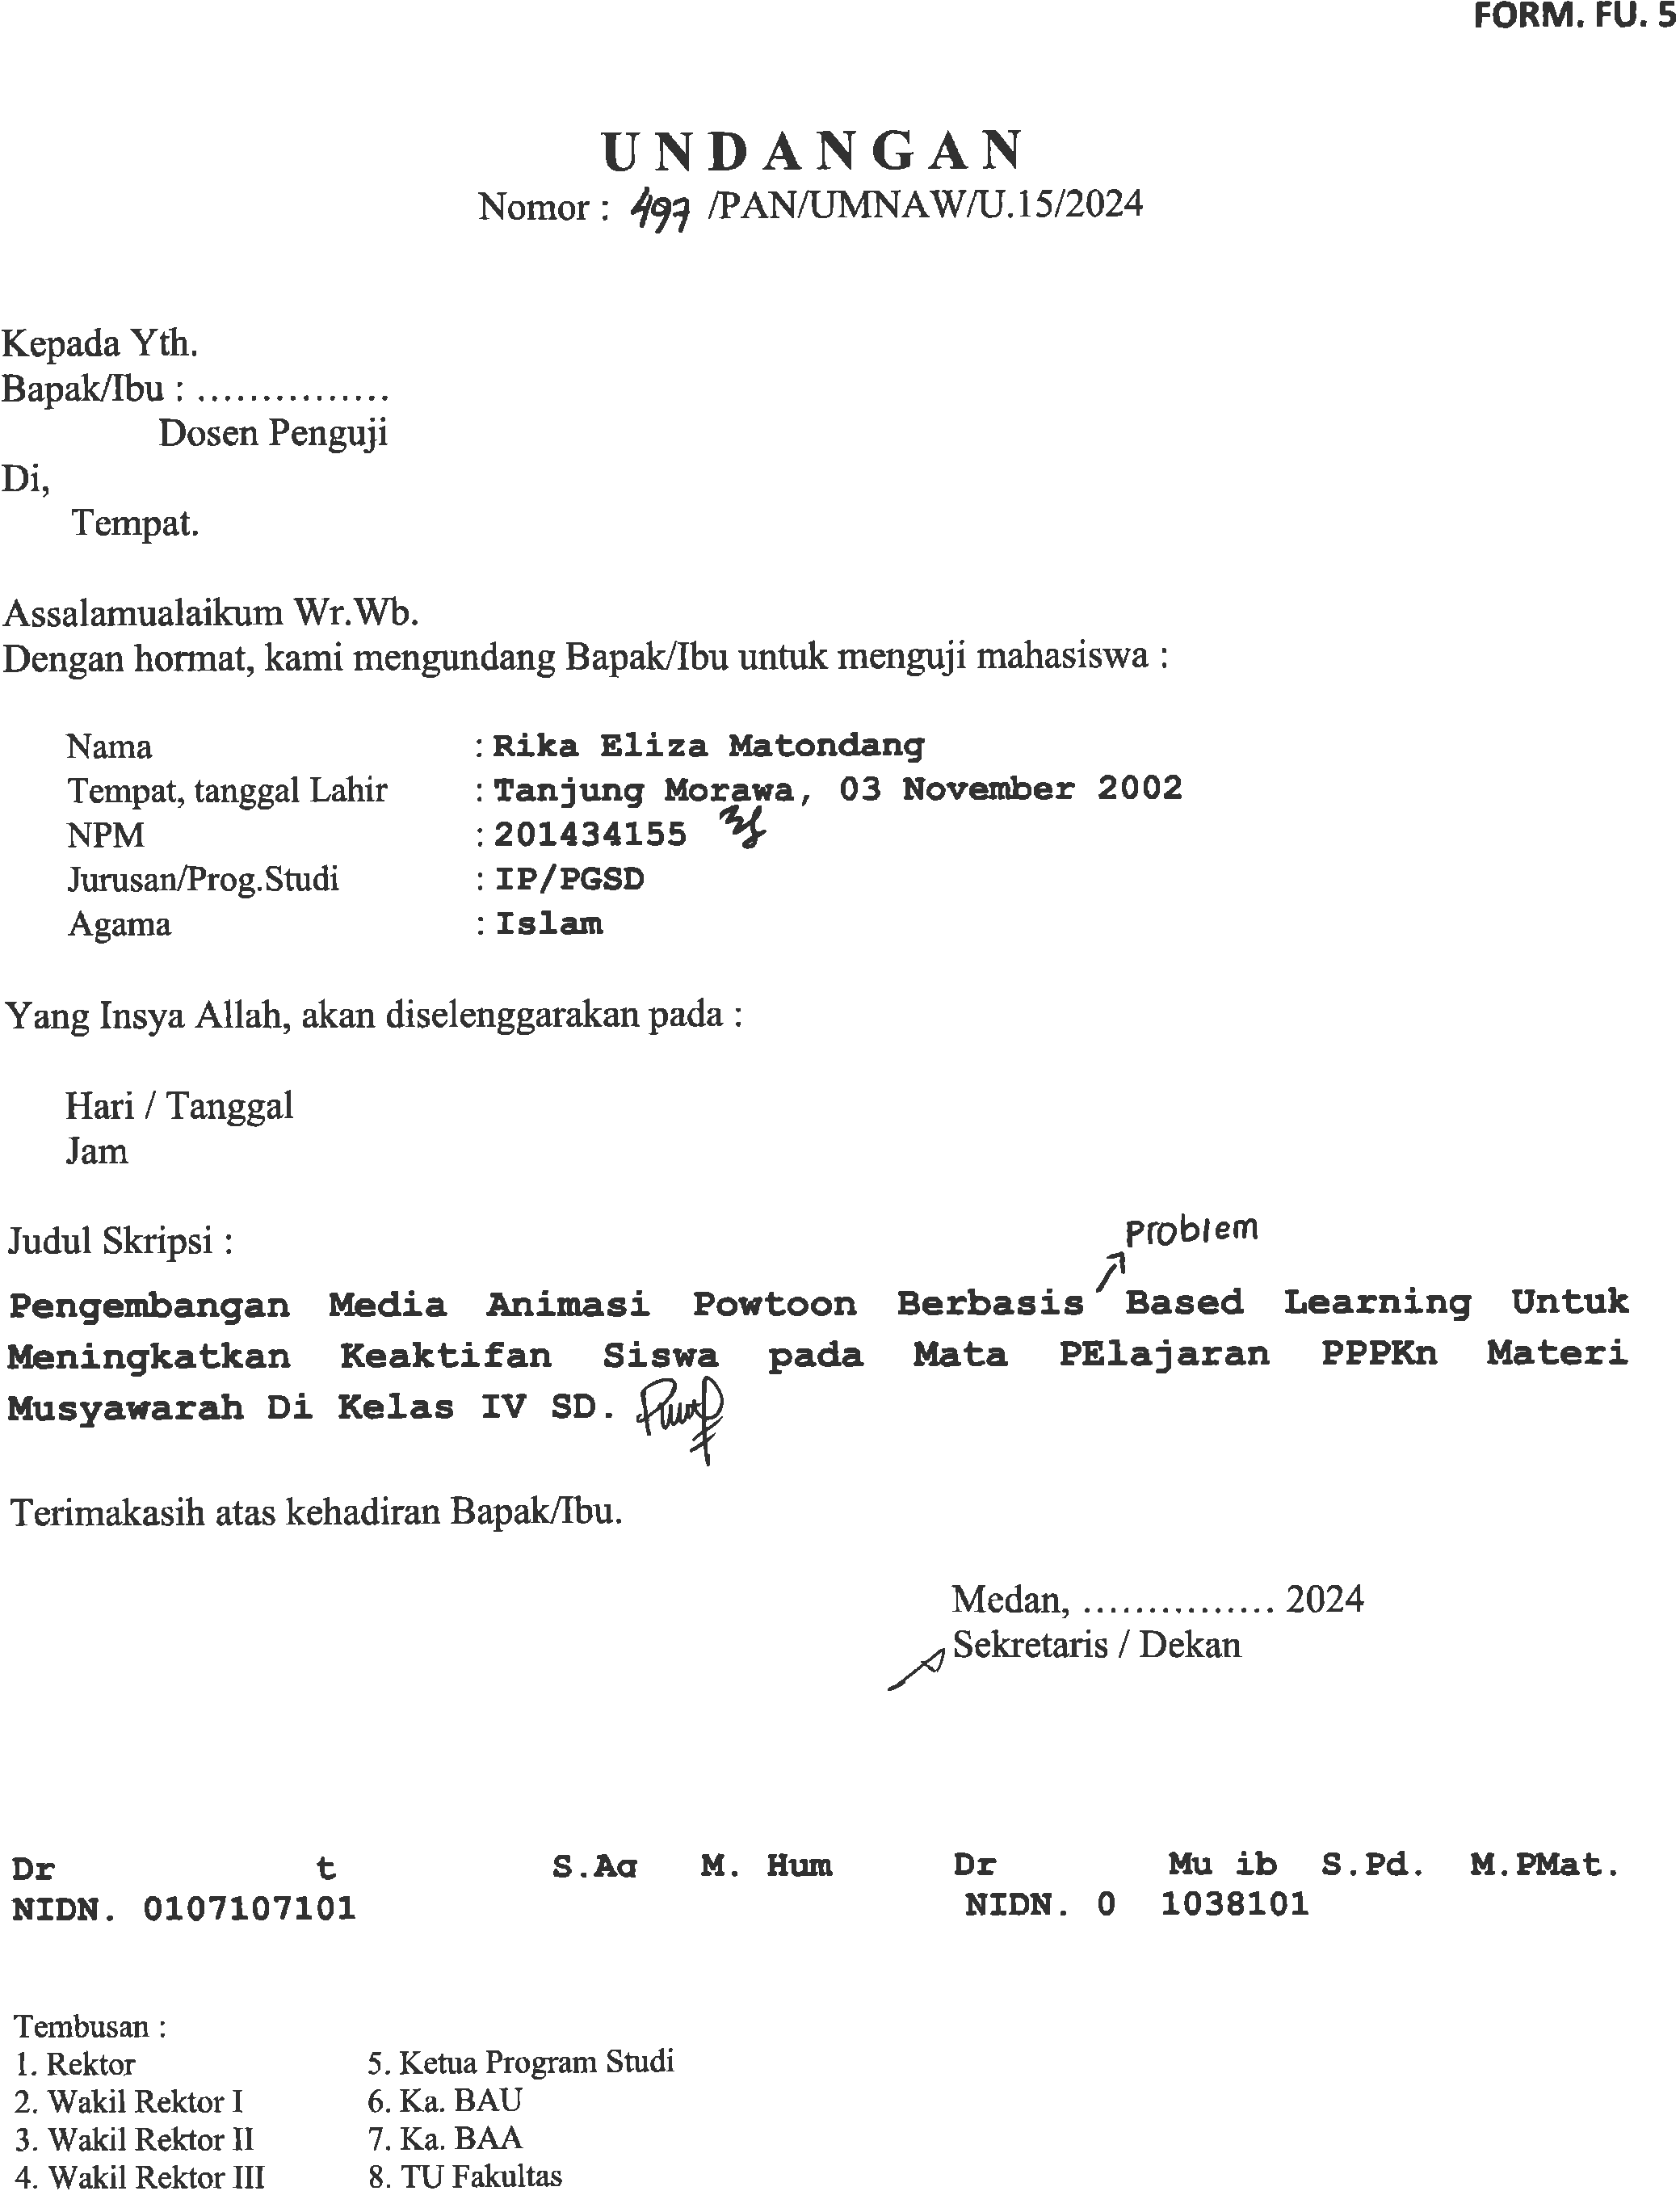 FORM. FU. 5
UNDANGAN
Nomor : 497 /PAN/UMNAW/U.15/2024
Kepada Yth.
Bapak/Ibu : ...............
Dosen Penguji
Di,
Tempat.
Assalamualaikum Wr.Wb.
Dengan hormat, kami mengundang Bapak/Ibu untuk menguji mahasiswa :
Nama : Rika Eliza Matondang
Tempat, tanggal Lahir : Tanjung Morawa, 03 November 2002
NPM : 201434155
Jurusan/Prog.Studi : IP/PGSD
Agama : Islam
Yang Insya Allah, akan diselenggarakan pada :
Hari / Tanggal
Jam
Judul Skripsi :
Problem
Pengembangan Media Animasi Powtoon Berbasis Based Learning Untuk
Meningkatkan Keaktifan Siswa pada Mata PElajaran PPPKn Materi
Musyawarah Di Kelas IV SD.
Terimakasih atas kehadiran Bapak/Ibu.
Medan, ............... 2024
Sekretaris / Dekan
Dr t S.Ag M. Hum Dr Mu ib S.Pd. M.PMat.
NIDN. 0107107101 NIDN. 0 1038101
Tembusan :
1. Rektor 5. Ketua Program Studi
2. Wakil Rektor I 6. Ka. BAU
3. Wakil Rektor II 7. Ka. BAA
4. Wakil Rektor III 8. TU Fakultas